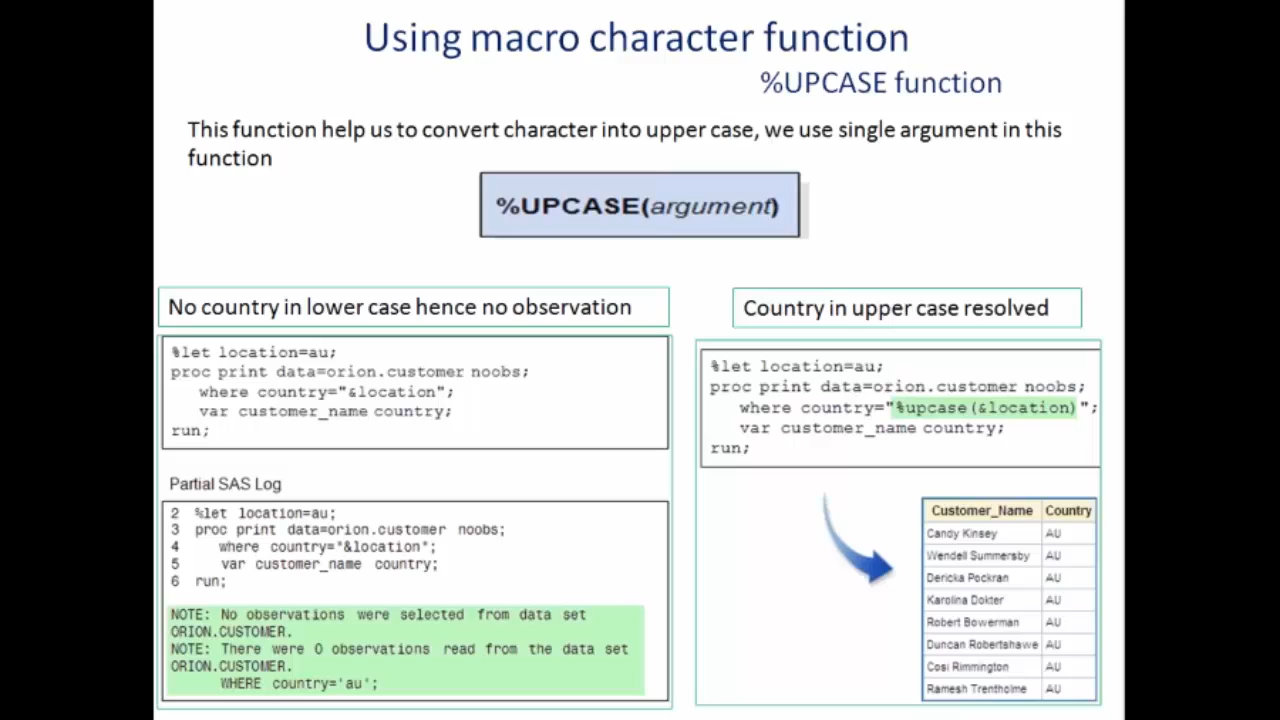 Using macro character function
%UPCASE function
This function help us to convert character into upper case, we use single argument in this
function
%UPCASE(argument)
No country in lower case hence no observation
%let location=au;
proc print data=orion.customer noobs;
where country="&location";
var customer_name country;
run;
Partial SAS Log
2 %let location=au;
3 proc print data=orion.customer noobs;
4 where country="&location";
5 var customer_name country;
6 run;
NOTE: No observations were selected from data set
ORION.CUSTOMER.
NOTE: There were 0 observations read from the data set
ORION.CUSTOMER.
WHERE country='au';
Country in upper case resolved
%let location=au;
proc print data=orion.customer noobs;
where country="%upcase(&location)";
var customer_name country;
run;
Customer_Name Country
Candy Kinsey AU
Wendell Summersby AU
Dericka Pockran AU
Karolina Dokter AU
Robert Bowerman AU
Duncan Robertshawe AU
Cosi Rimmington AU
Ramesh Trentholme AU